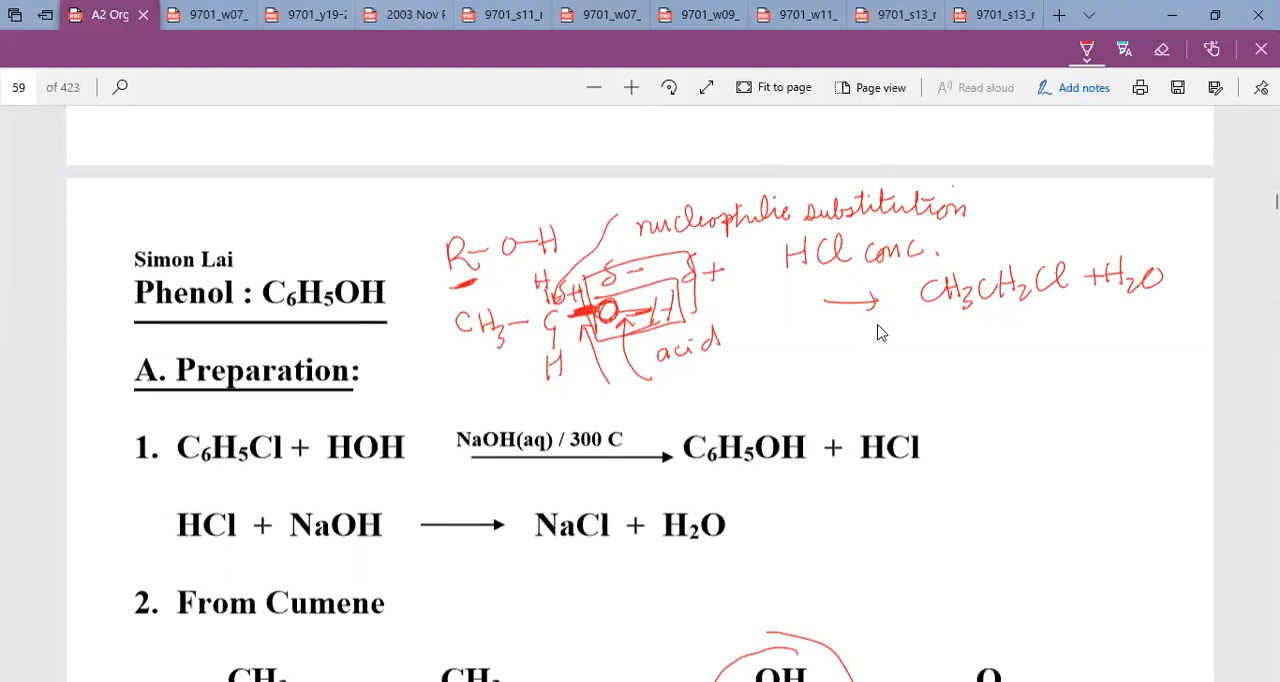 A2 Org
9701_w07_
9701_y19-2
2003 Nov
9701_s11_
9701_w07_
9701_w09_
9701_w11_
9701_s13_
9701_s13_
59 of 423
Fit to page
Page view
Read aloud
Add notes
nucleophilic substitution
R-O-H
HCl conc.
Simon Lai
Phenol : C₆H₅OH
H
δ-
δ+
δ+
CH₃-C-O-H
H
CH₃CH₂Cl + H₂O
acid
A. Preparation:
1. C₆H₅Cl + HOH NaOH(aq) / 300 C C₆H₅OH + HCl
HCl + NaOH → NaCl + H₂O
2. From Cumene
CH₃
CH₃
OH
O